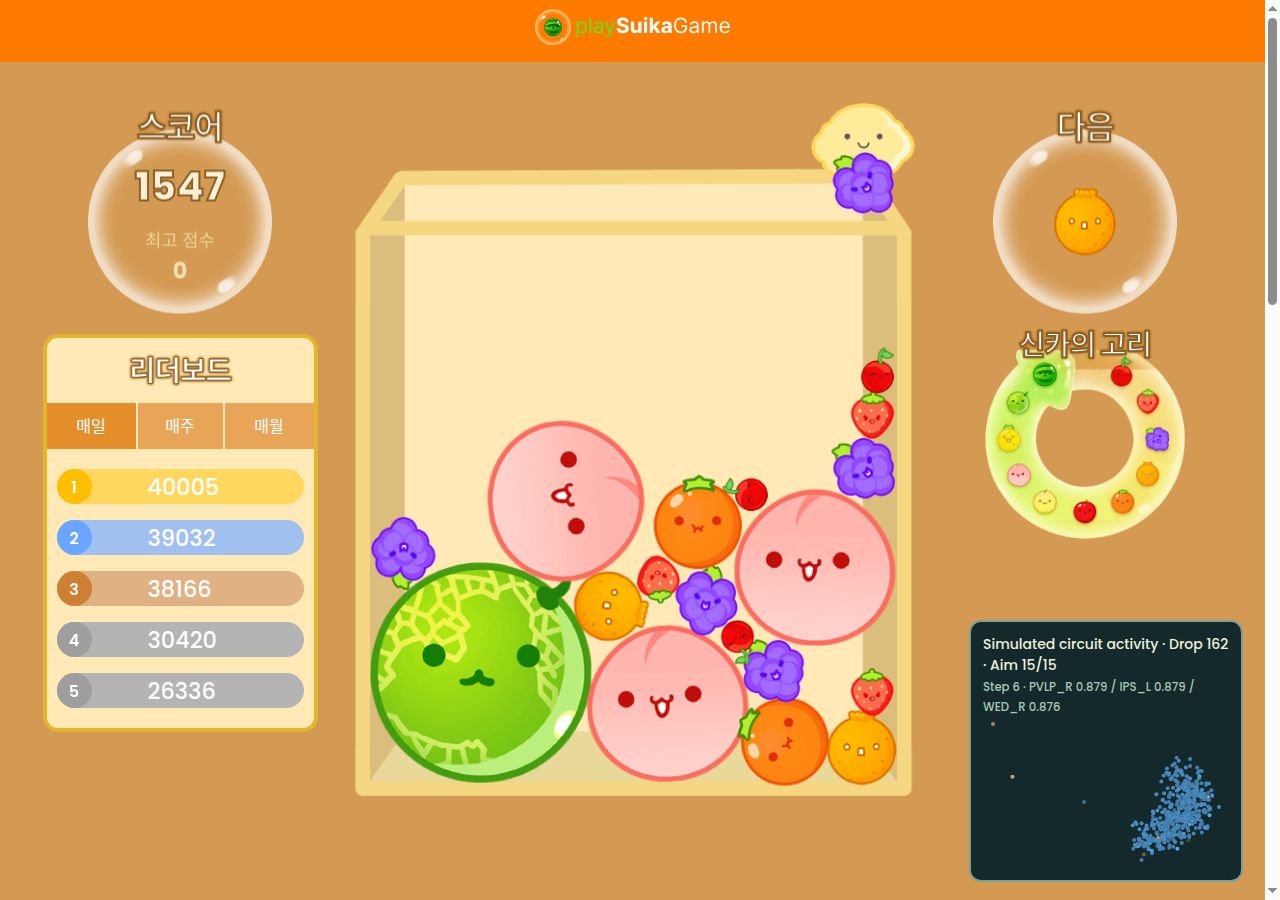 playSuikaGame
스코어
1547
최고 점수
0
리더보드
매일 매주 매월
1 40005
2 39032
3 38166
4 30420
5 26336
다음
신카의 고리
Simulated circuit activity · Drop 162
· Aim 15/15
Step 6 · PVLP_R 0.879 / IPS_L 0.879 /
WED_R 0.876